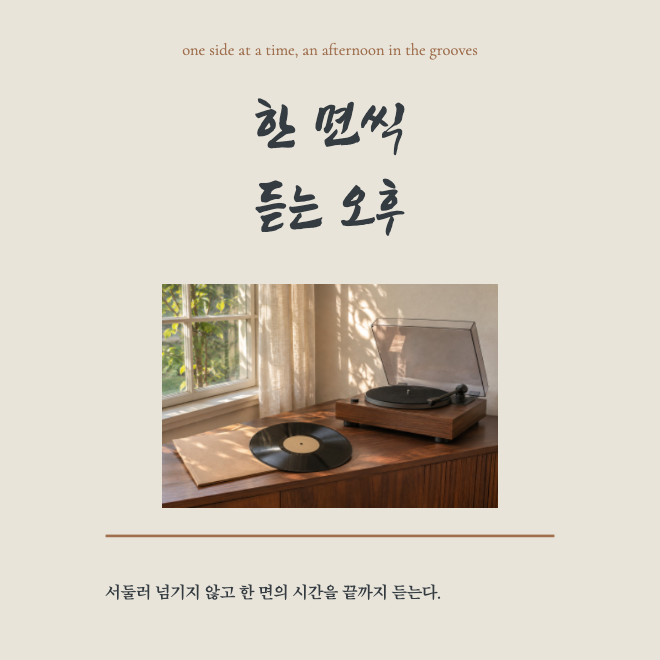 one side at a time, an afternoon in the grooves
한 면씩
듣는 오후
서둘러 넘기지 않고 한 면의 시간을 끝까지 듣는다.